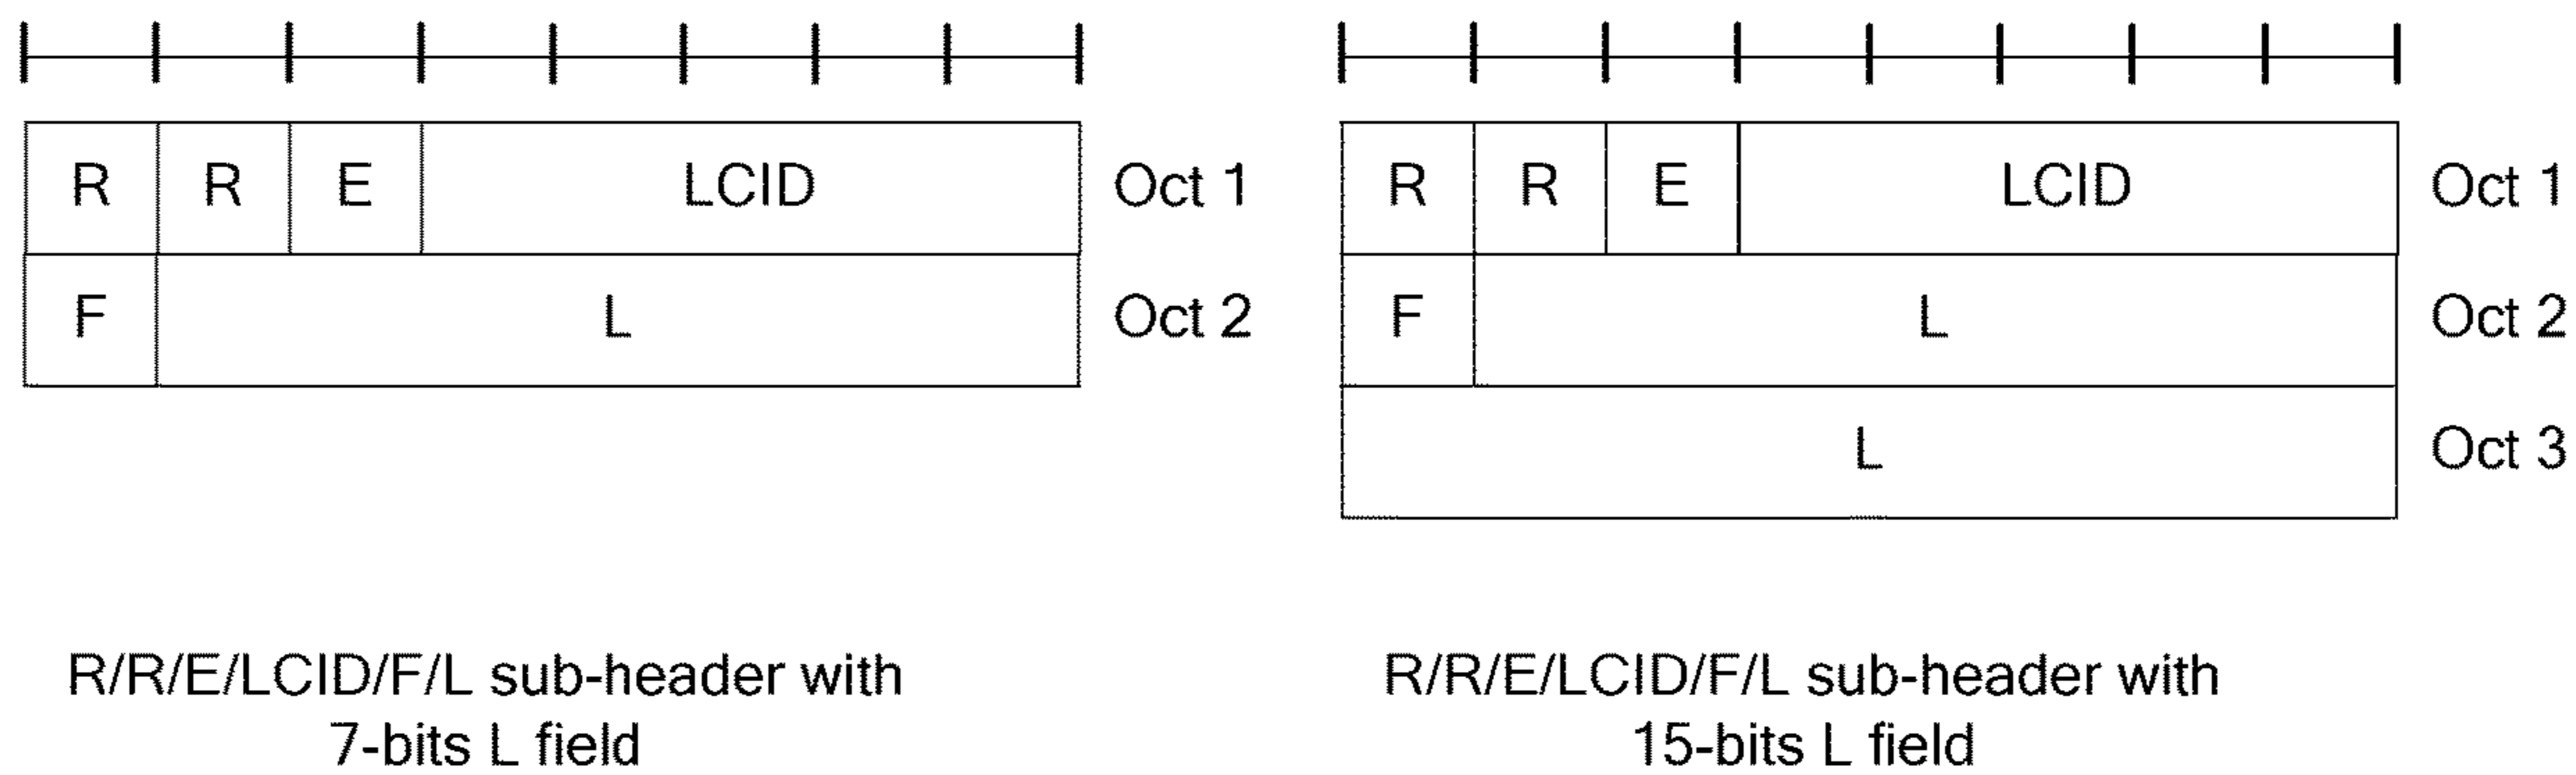 R R E LCID Oct 1
F L Oct 2
R/R/E/LCID/F/L sub-header with
7-bits L field
R R E LCID Oct 1
F L Oct 2
L Oct 3
R/R/E/LCID/F/L sub-header with
15-bits L field